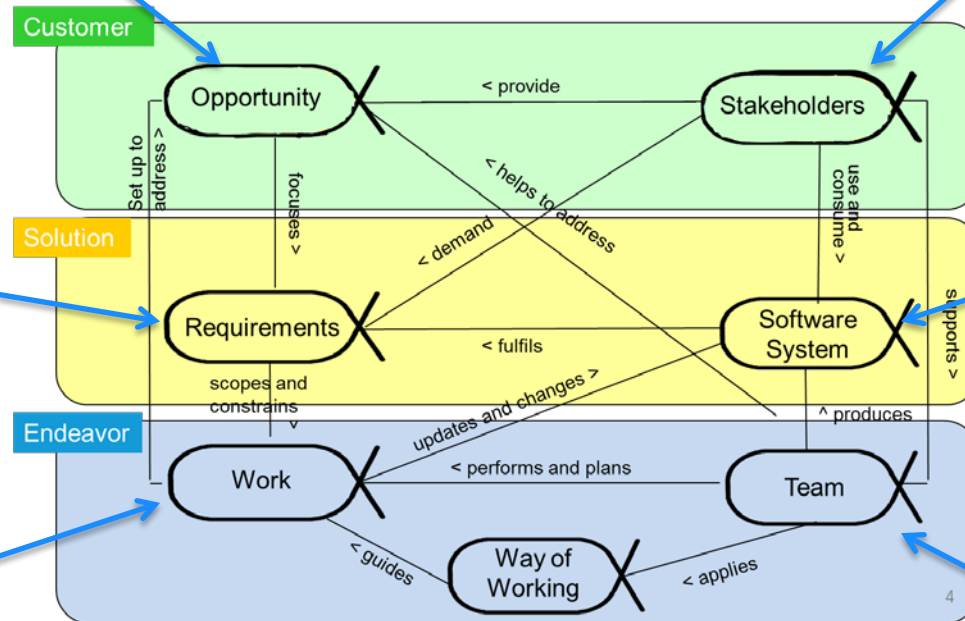 Customer
Opportunity
< provide
Stakeholders
Set up to
address >
focuses >
< helps to address
use and
consume >
< demand
Solution
Requirements
< fulfils
Software
System
supports >
scopes and
constrains
>
updates and changes >
^ produces
Endeavor
Work
< performs and plans
Team
< guides
Way of
Working
< applies
4